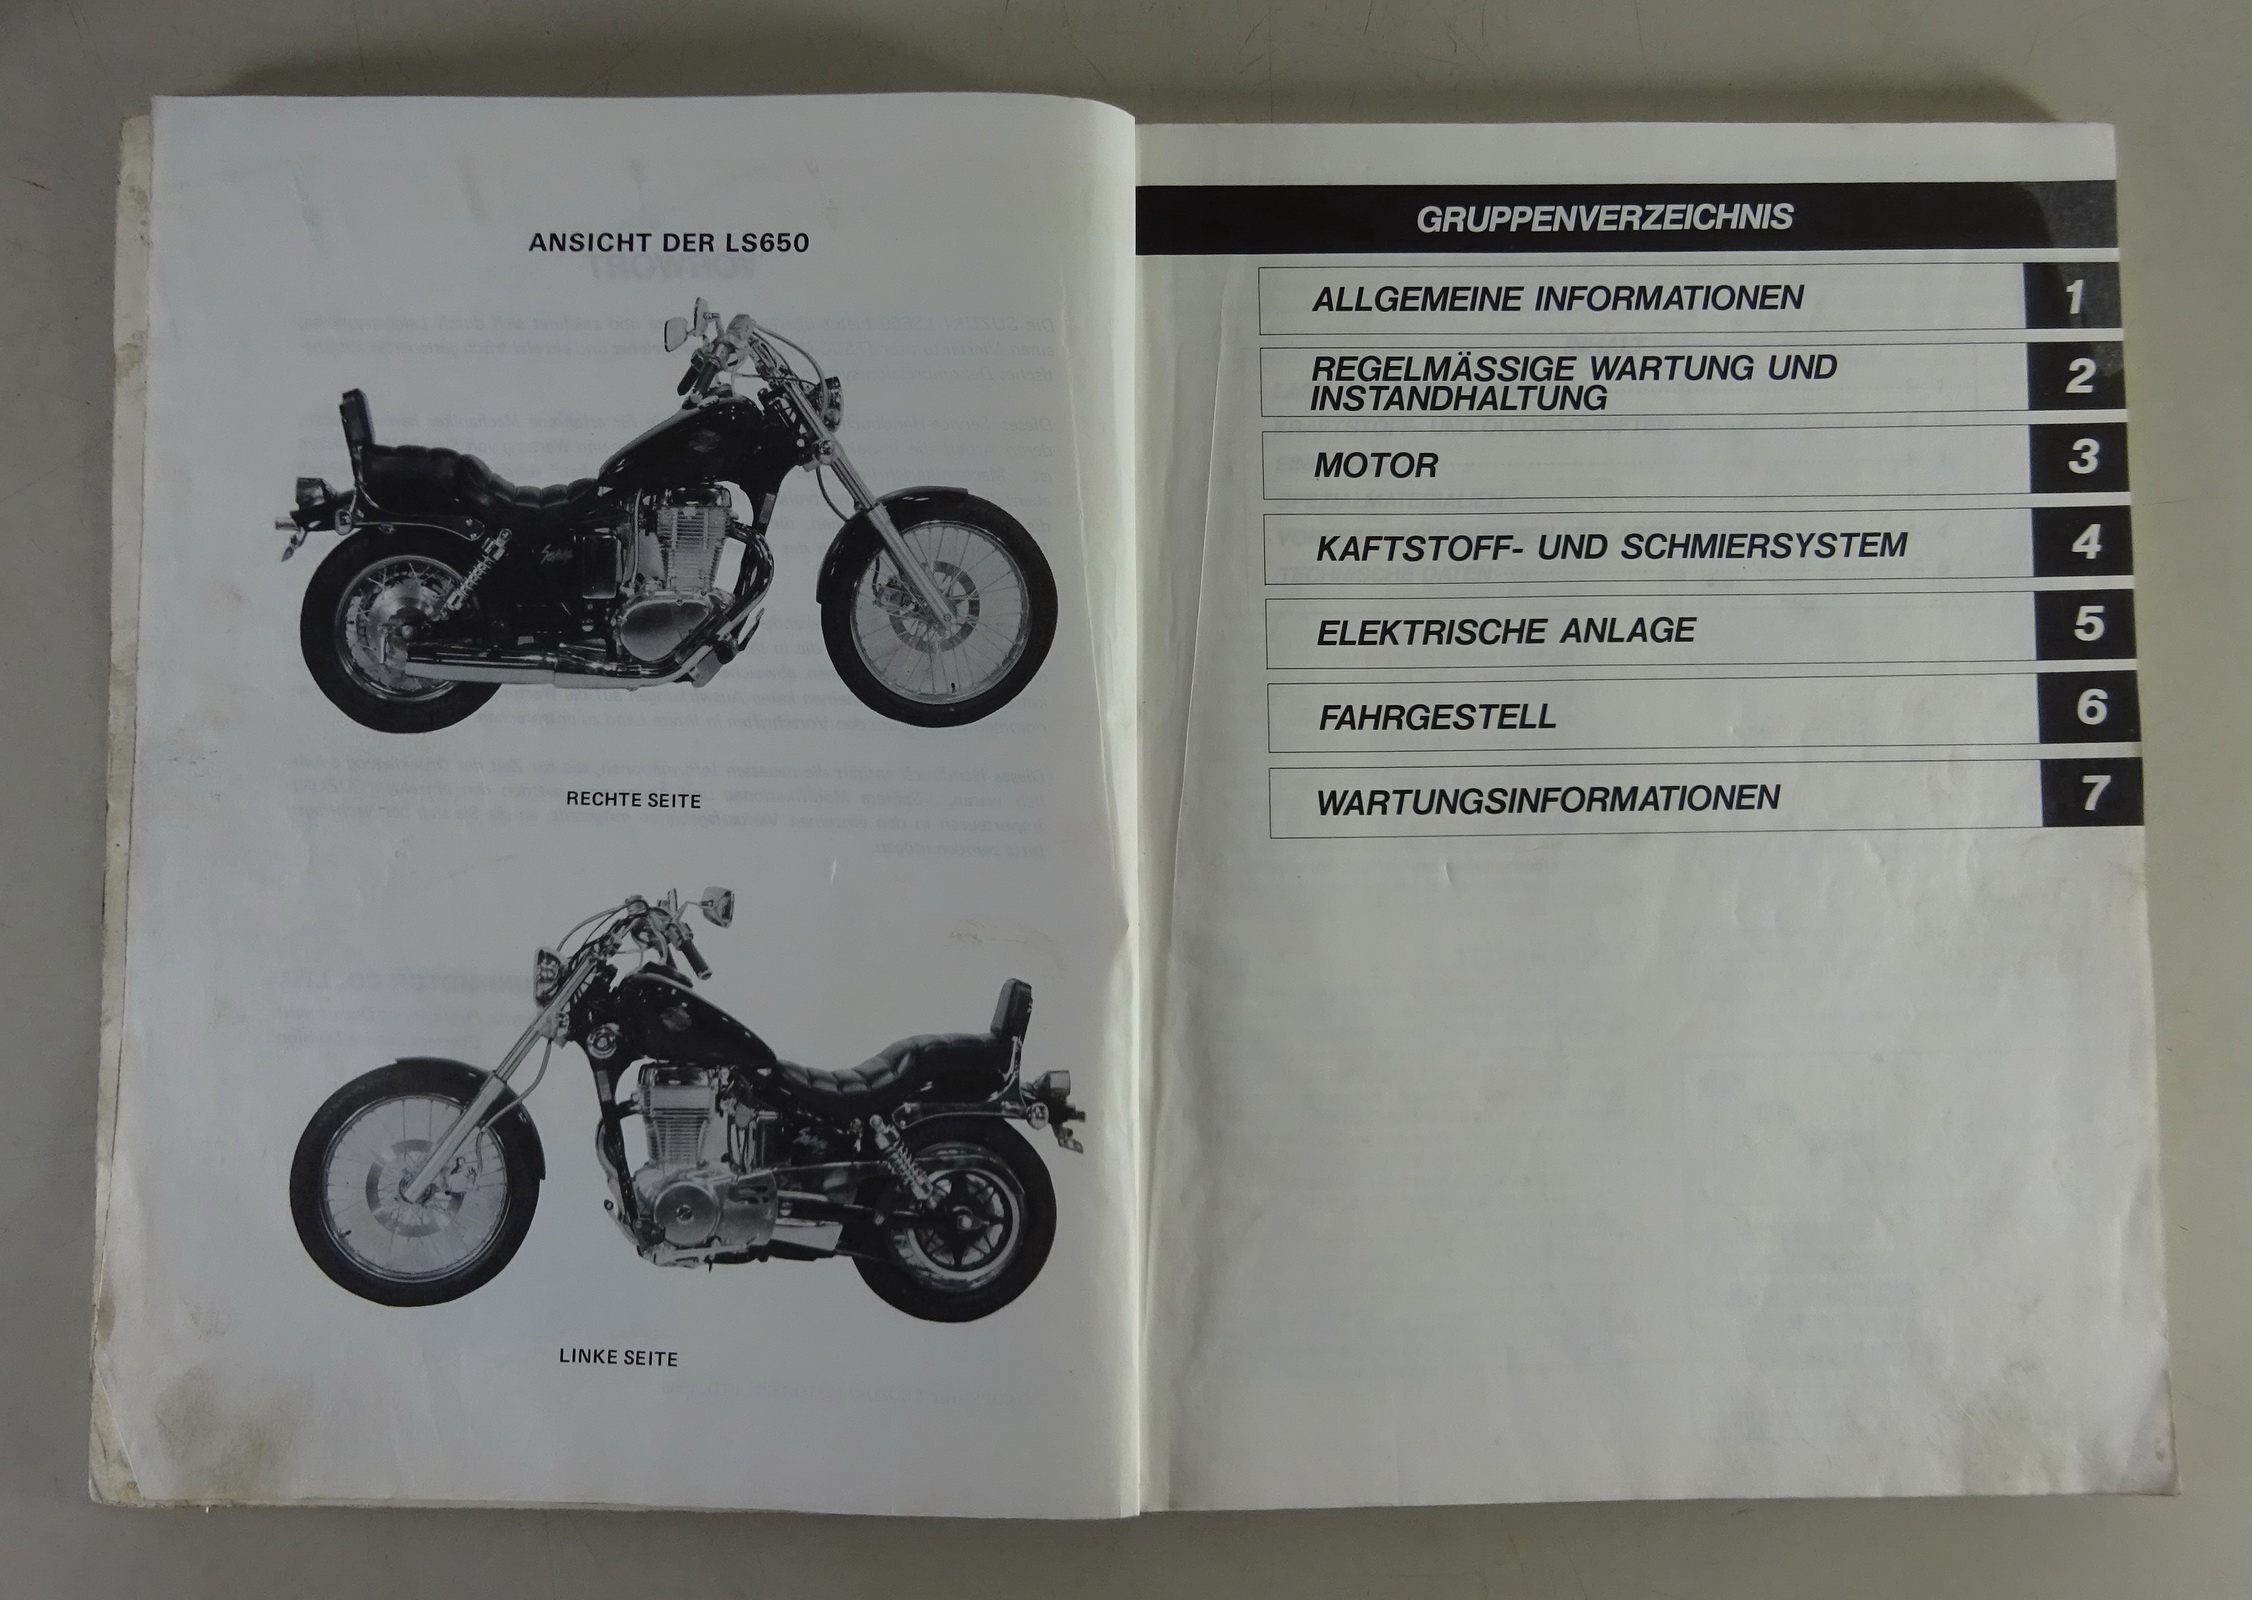 ANSICHT DER LS650
RECHTE SEITE
LINKE SEITE
GRUPPENVERZEICHNIS
ALLGEMEINE INFORMATIONEN 1
REGELMÄSSIGE WARTUNG UND
INSTANDHALTUNG 2
MOTOR 3
KAFTSTOFF- UND SCHMIERSYSTEM 4
ELEKTRISCHE ANLAGE 5
FAHRGESTELL 6
WARTUNGSINFORMATIONEN 7